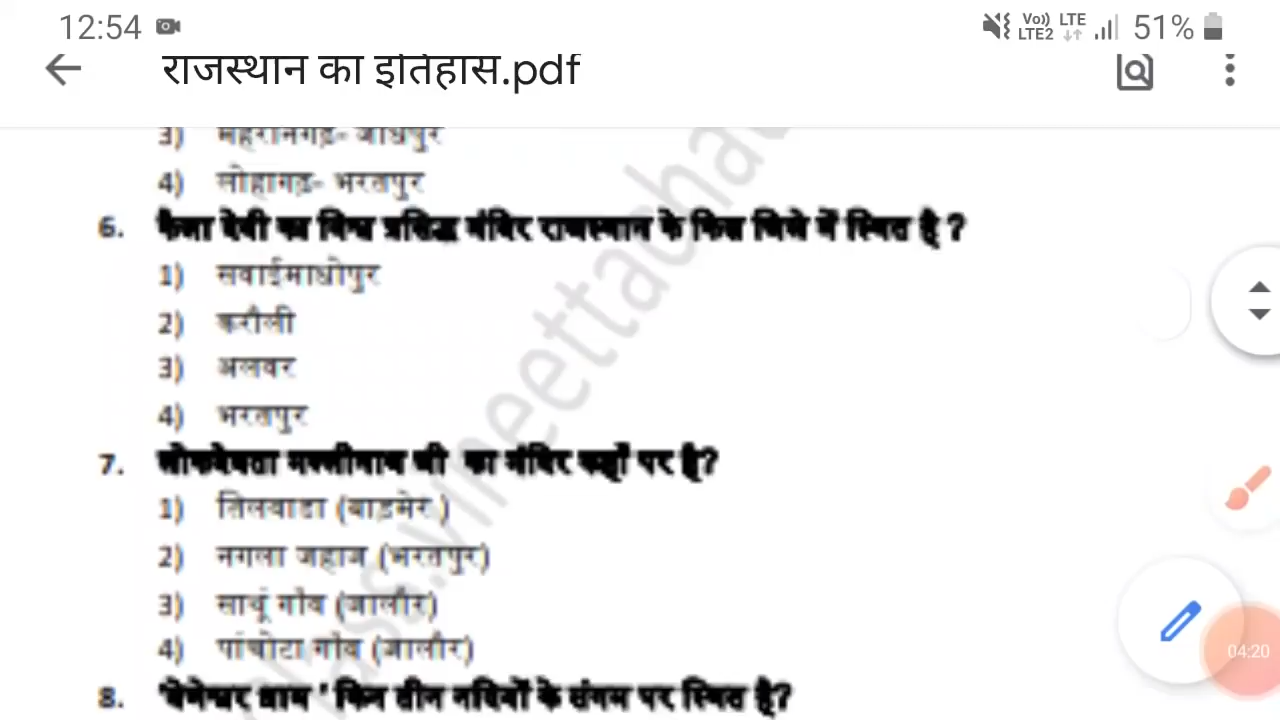 12:54 Vo)) LTE LTE2 51%
राजस्थान का इतिहास.pdf
3) मेहरानगढ़- जोधपुर
4) लोहागढ़- भरतपुर
6. कैला देवी का विश्व प्रसिद्ध मंदिर राजस्थान के किस जिले में स्थित है ?
1) सवाईमाधोपुर
2) करौली
3) अलवर
4) भरतपुर
7. लोकदेवता मल्लीनाथ जी का मंदिर कहाँ पर है?
1) तिलवाडा (बाड़मेर )
2) नगला जहाज (भरतपुर)
3) साथूं गाँव (जालौर)
4) पांचोटा गाँव (जालौर)
8. 'बेणेश्वर धाम ' किन तीन नदियों के संगम पर स्थित है?
04:20